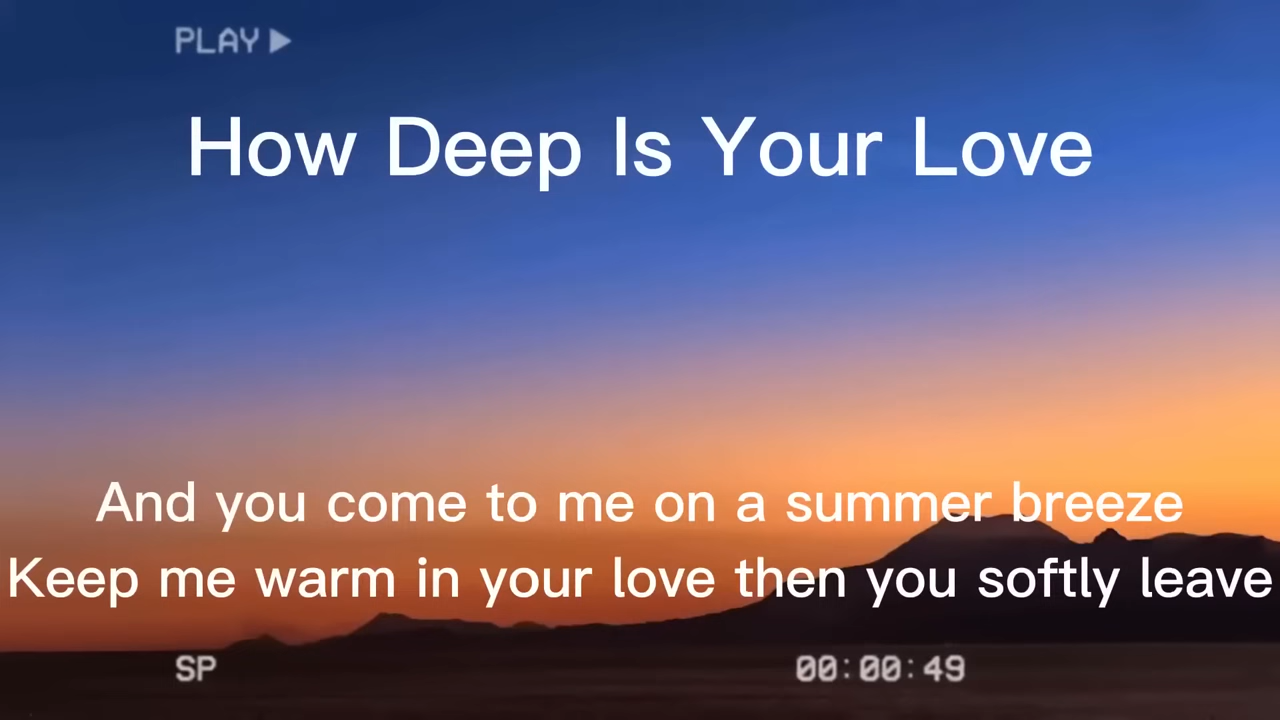 PLAY ▶
How Deep Is Your Love
And you come to me on a summer breeze
Keep me warm in your love then you softly leave
SP
00:00:49